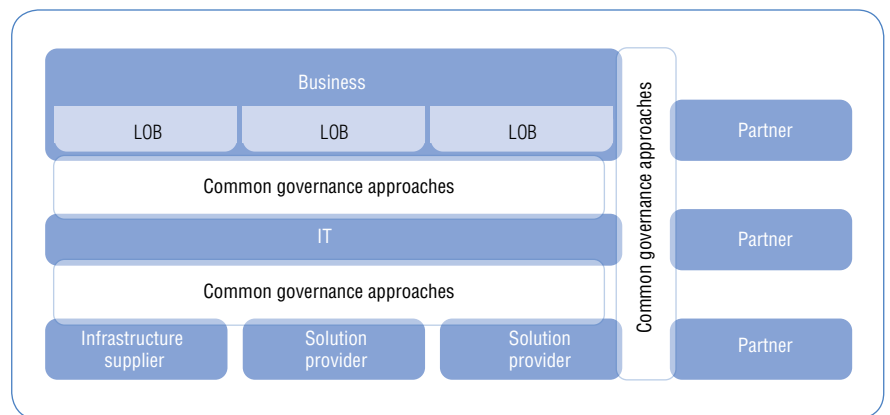 Business
LOB
LOB
LOB
Common governance approaches
IT
Common governance approaches
Infrastructure
supplier
Solution
provider
Solution
provider
Common governance approaches
Partner
Partner
Partner